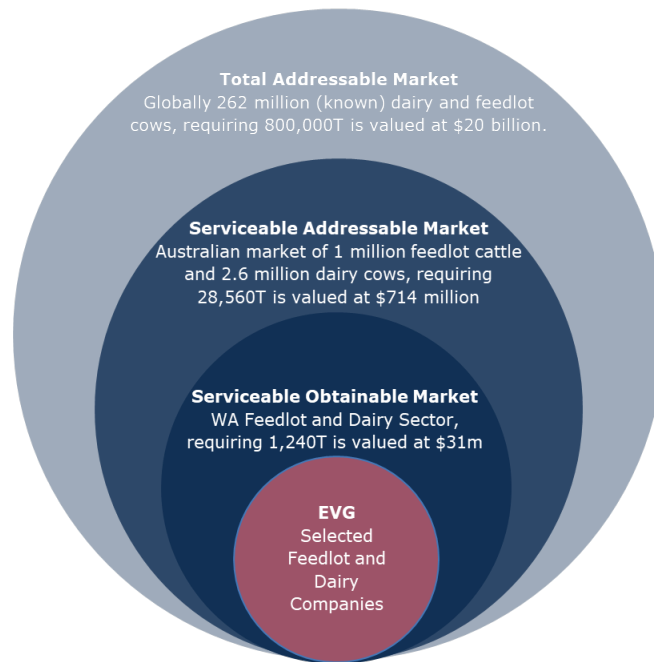 Total Addressable Market
Globally 262 million (known) dairy and feedlot
cows, requiring 800,000T is valued at $20 billion.
Serviceable Addressable Market
Australian market of 1 million feedlot cattle
and 2.6 million dairy cows, requiring
28,560T is valued at $714 million
Serviceable Obtainable Market
WA Feedlot and Dairy Sector,
requiring 1,240T is valued at $31m
EVG
Selected
Feedlot and
Dairy
Companies